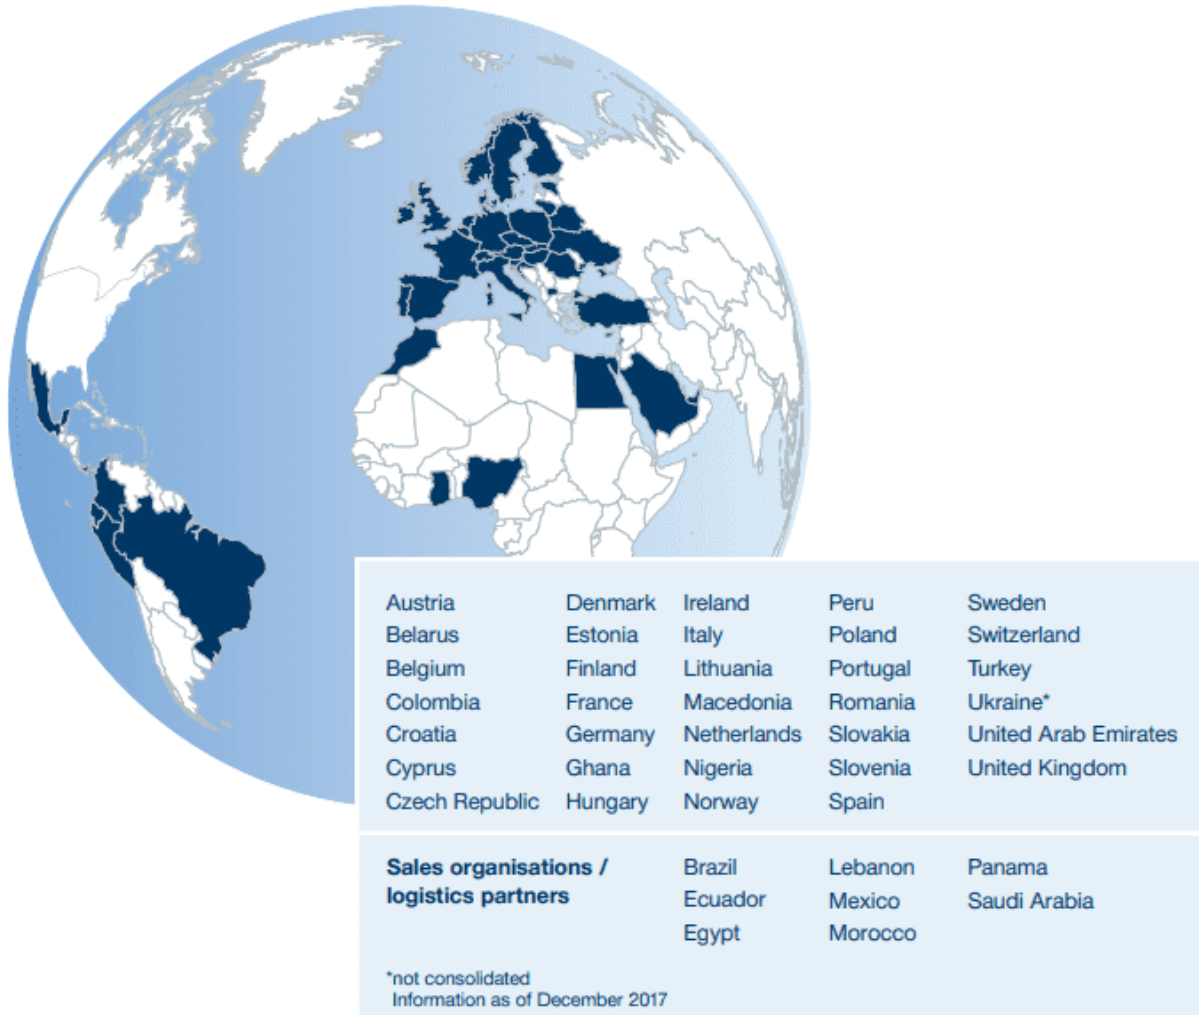 Austria Denmark Ireland Peru Sweden
Belarus Estonia Italy Poland Switzerland
Belgium Finland Lithuania Portugal Turkey
Colombia France Macedonia Romania Ukraine*
Croatia Germany Netherlands Slovakia United Arab Emirates
Cyprus Ghana Nigeria Slovenia United Kingdom
Czech Republic Hungary Norway Spain
Sales organisations / Brazil Lebanon Panama
logistics partners Ecuador Mexico Saudi Arabia
Egypt Morocco
*not consolidated
Information as of December 2017